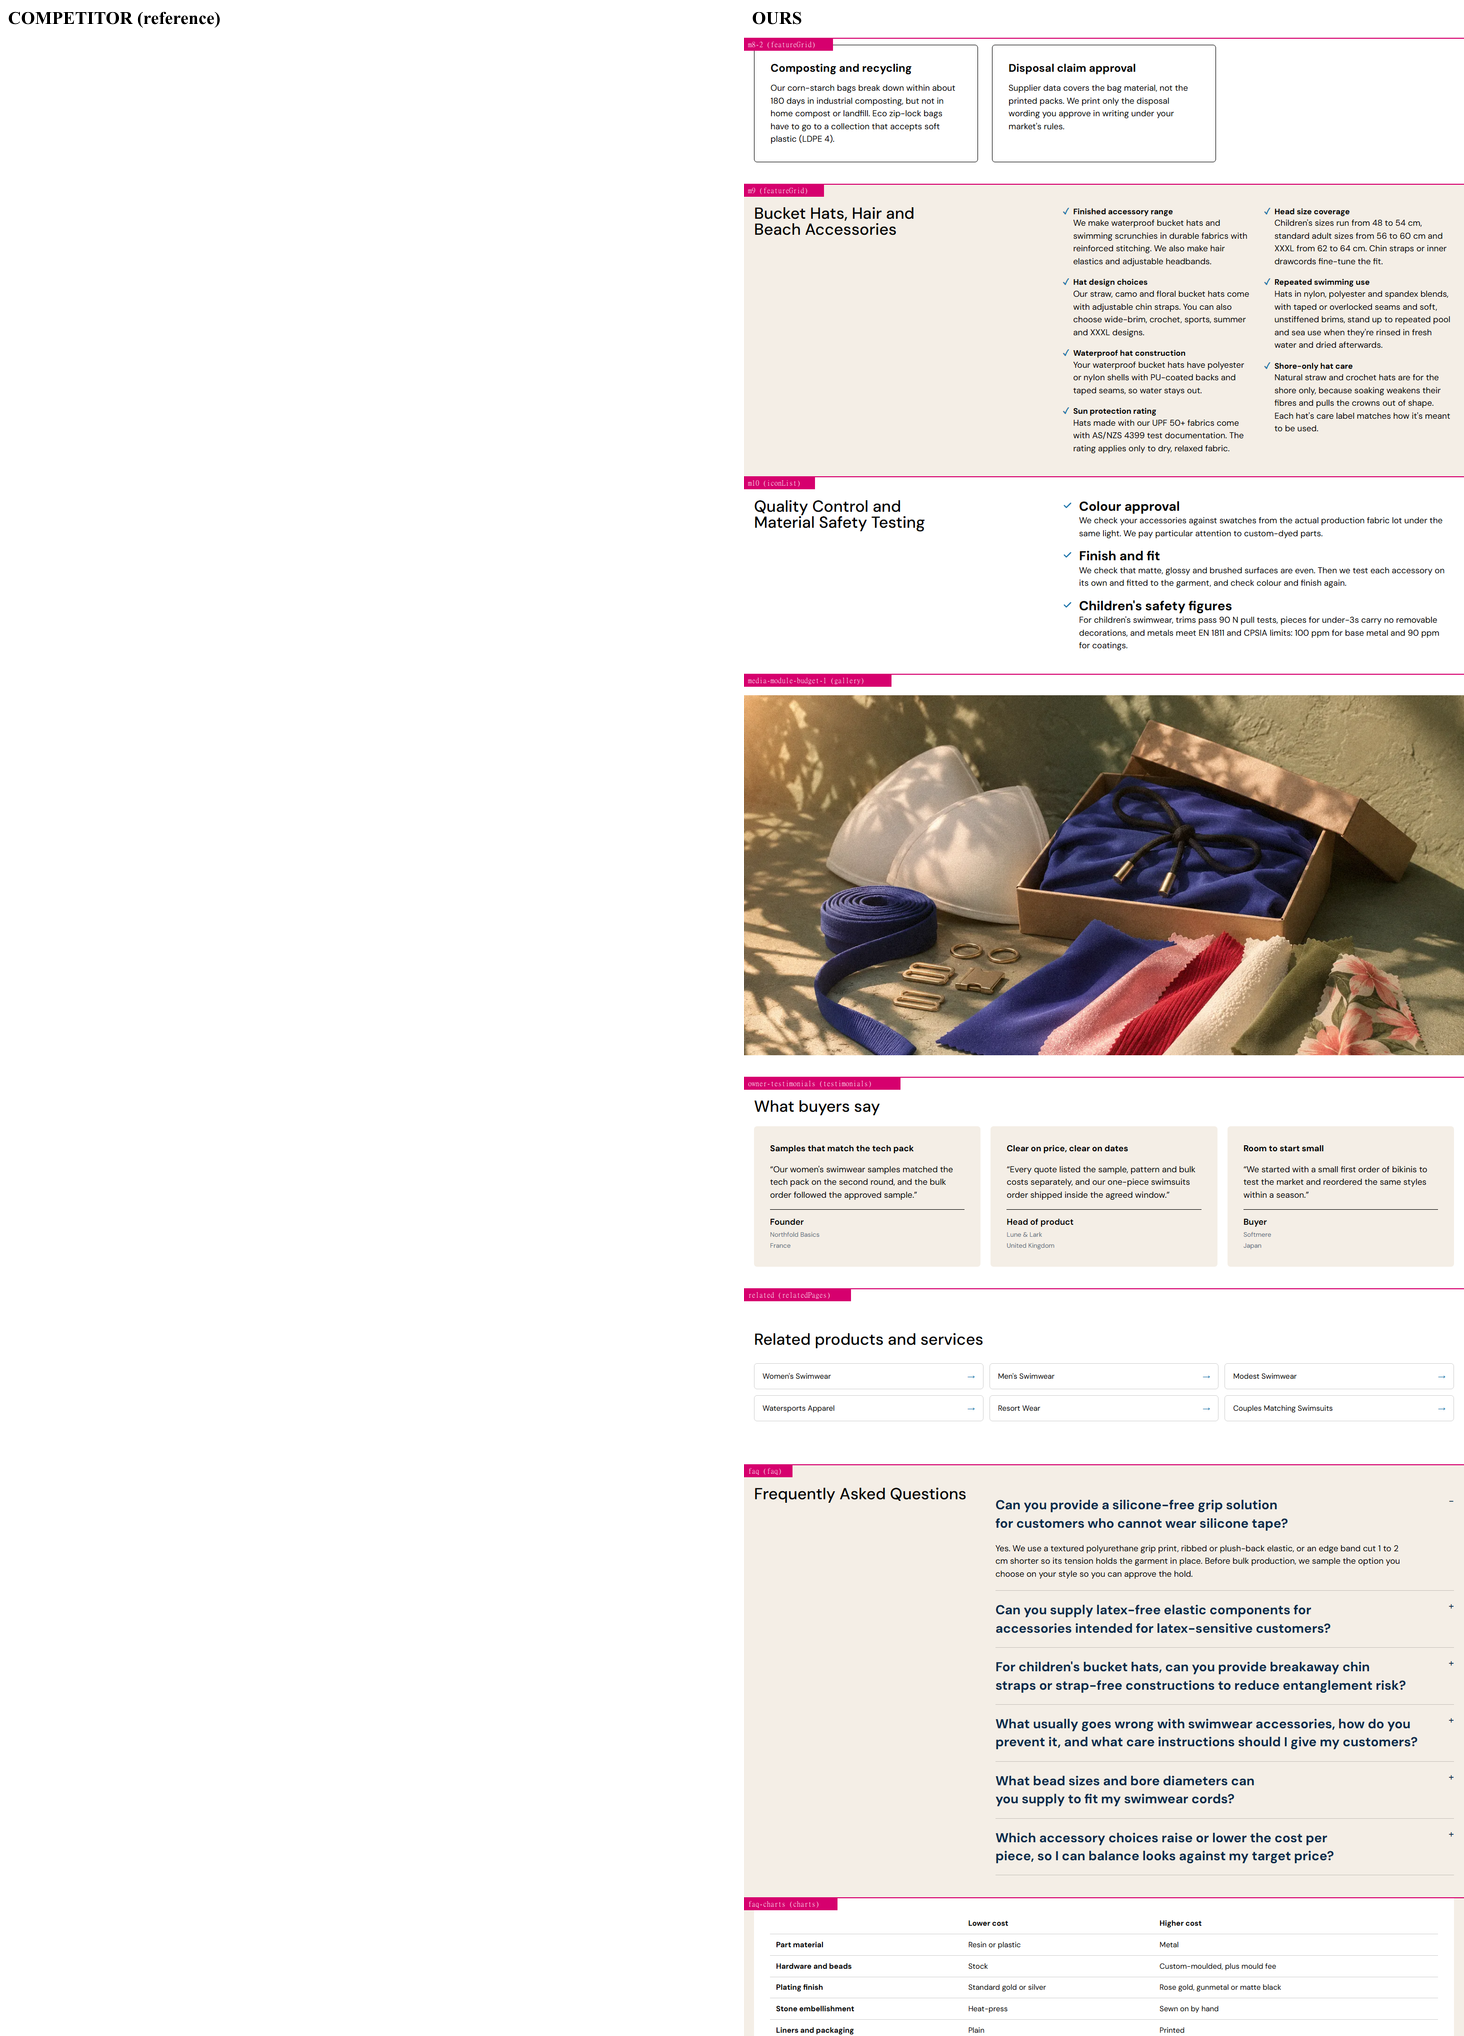 COMPETITOR (reference)
OURS
m8-2 (featureGrid)
Composting and recycling
Our corn-starch bags break down within about
180 days in industrial composting, but not in
home compost or landfill. Eco zip-lock bags
have to go to a collection that accepts soft
plastic (LDPE 4).
Disposal claim approval
Supplier data covers the bag material, not the
printed packs. We print only the disposal
wording you approve in writing under your
market's rules.
m9 (featureGrid)
Bucket Hats, Hair and
Beach Accessories
✓ Finished accessory range
We make waterproof bucket hats and
swimming scrunchies in durable fabrics with
reinforced stitching. We also make hair
elastics and adjustable headbands.
✓ Hat design choices
Our straw, camo and floral bucket hats come
with adjustable chin straps. You can also
choose wide-brim, crochet, sports, summer
and XXXL designs.
✓ Waterproof hat construction
Your waterproof bucket hats have polyester
or nylon shells with PU-coated backs and
taped seams, so water stays out.
✓ Sun protection rating
Hats made with our UPF 50+ fabrics come
with AS/NZS 4399 test documentation. The
rating applies only to dry, relaxed fabric.
✓ Head size coverage
Children's sizes run from 48 to 54 cm,
standard adult sizes from 56 to 60 cm and
XXXL from 62 to 64 cm. Chin straps or inner
drawcords fine-tune the fit.
✓ Repeated swimming use
Hats in nylon, polyester and spandex blends,
with taped or overlocked seams and soft,
unstiffened brims, stand up to repeated pool
and sea use when they're rinsed in fresh
water and dried afterwards.
✓ Shore-only hat care
Natural straw and crochet hats are for the
shore only, because soaking weakens their
fibres and pulls the crowns out of shape.
Each hat's care label matches how it's meant
to be used.
m10 (iconList)
Quality Control and
Material Safety Testing
✓ Colour approval
We check your accessories against swatches from the actual production fabric lot under the
same light. We pay particular attention to custom-dyed parts.
✓ Finish and fit
We check that matte, glossy and brushed surfaces are even. Then we test each accessory on
its own and fitted to the garment, and check colour and finish again.
✓ Children's safety figures
For children's swimwear, trims pass 90 N pull tests, pieces for under-3s carry no removable
decorations, and metals meet EN 1811 and CPSIA limits: 100 ppm for base metal and 90 ppm
for coatings.
media-module-budget-1 (gallery)
owner-testimonials (testimonials)
What buyers say
Samples that match the tech pack
“Our women's swimwear samples matched the
tech pack on the second round, and the bulk
order followed the approved sample.”
Founder
Northfold Basics
France
Clear on price, clear on dates
“Every quote listed the sample, pattern and bulk
costs separately, and our one-piece swimsuits
order shipped inside the agreed window.”
Head of product
Lune & Lark
United Kingdom
Room to start small
“We started with a small first order of bikinis to
test the market and reordered the same styles
within a season.”
Buyer
Softmere
Japan
related (relatedPages)
Related products and services
Women's Swimwear →
Men's Swimwear →
Modest Swimwear →
Watersports Apparel →
Resort Wear →
Couples Matching Swimsuits →
faq (faq)
Frequently Asked Questions
Can you provide a silicone-free grip solution
for customers who cannot wear silicone tape? −
Yes. We use a textured polyurethane grip print, ribbed or plush-back elastic, or an edge band cut 1 to 2
cm shorter so its tension holds the garment in place. Before bulk production, we sample the option you
choose on your style so you can approve the hold.
Can you supply latex-free elastic components for
accessories intended for latex-sensitive customers? +
For children's bucket hats, can you provide breakaway chin
straps or strap-free constructions to reduce entanglement risk? +
What usually goes wrong with swimwear accessories, how do you
prevent it, and what care instructions should I give my customers? +
What bead sizes and bore diameters can
you supply to fit my swimwear cords? +
Which accessory choices raise or lower the cost per
piece, so I can balance looks against my target price? +
faq-charts (charts)
Lower cost Higher cost
Part material Resin or plastic Metal
Hardware and beads Stock Custom-moulded, plus mould fee
Plating finish Standard gold or silver Rose gold, gunmetal or matte black
Stone embellishment Heat-press Sewn on by hand
Liners and packaging Plain Printed